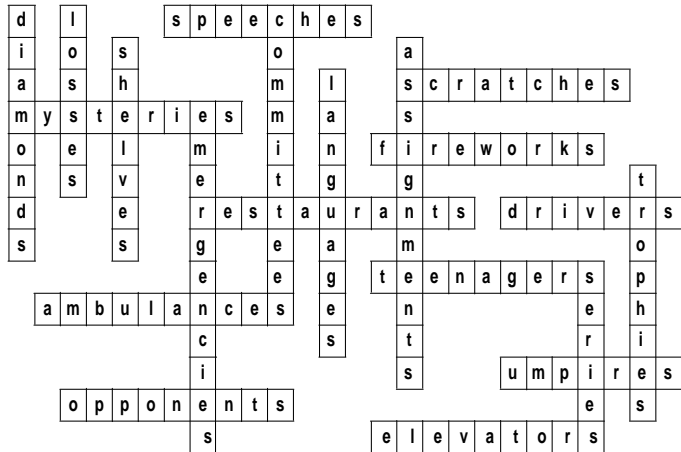 diamonds
losses
speeches
committees
shelves
assignments
languages
scratches
mysteries
emergencies
fireworks
trophies
restaurants
drivers
teenagers
series
ambulances
umpires
opponents
elevators